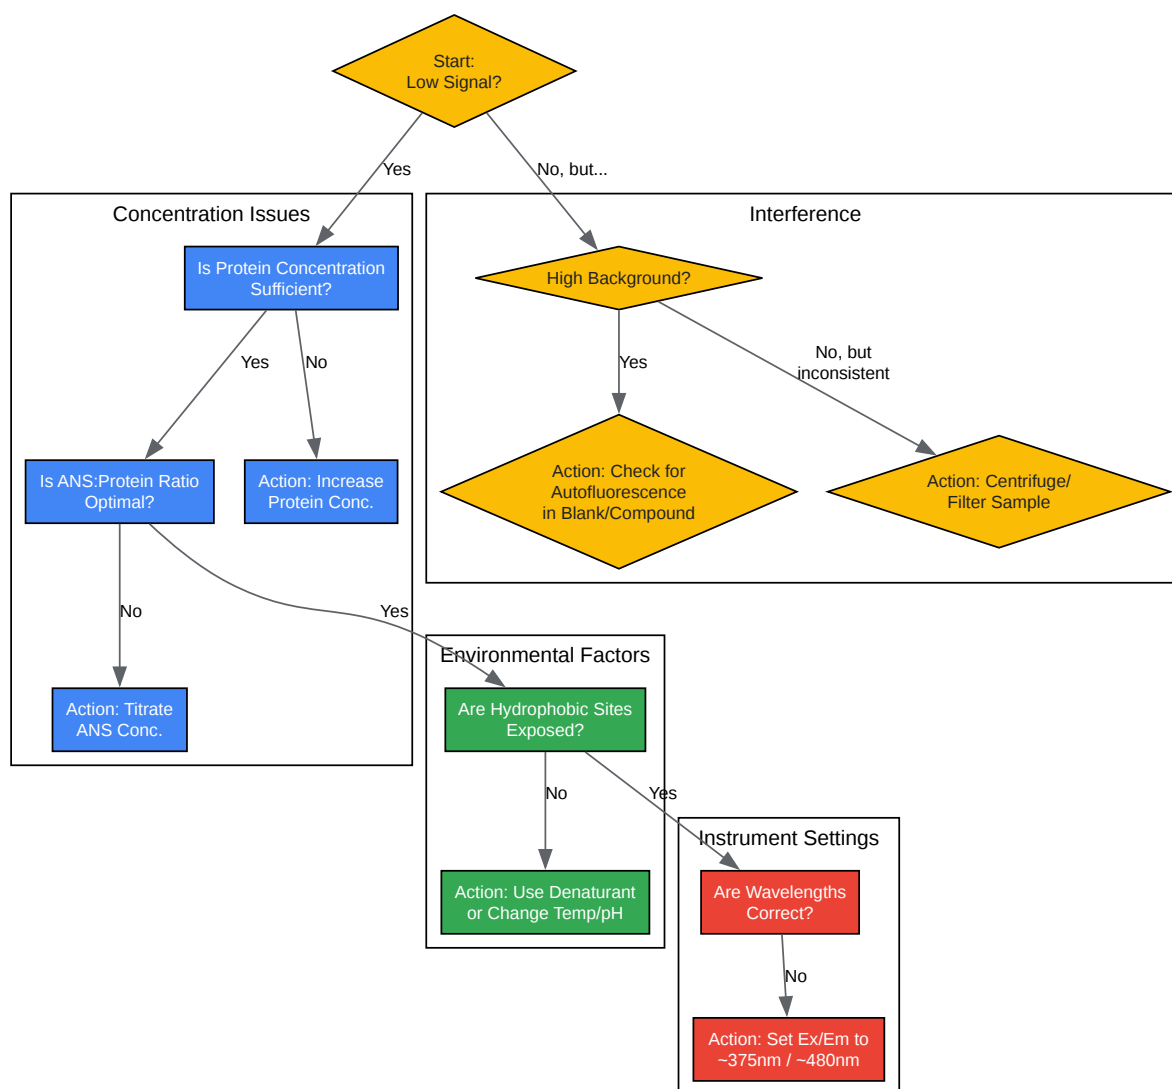 Start:
Low Signal?
Yes
No, but...
Concentration Issues
Interference
Is Protein Concentration
Sufficient?
High Background?
Yes
No
Yes
No, but
inconsistent
Is ANS:Protein Ratio
Optimal?
Action: Increase
Protein Conc.
Action: Check for
Autofluorescence
in Blank/Compound
Action: Centrifuge/
Filter Sample
No
Yes
Environmental Factors
Action: Titrate
ANS Conc.
Are Hydrophobic Sites
Exposed?
No
Yes
Instrument Settings
Action: Use Denaturant
or Change Temp/pH
Are Wavelengths
Correct?
No
Action: Set Ex/Em to
~375nm / ~480nm